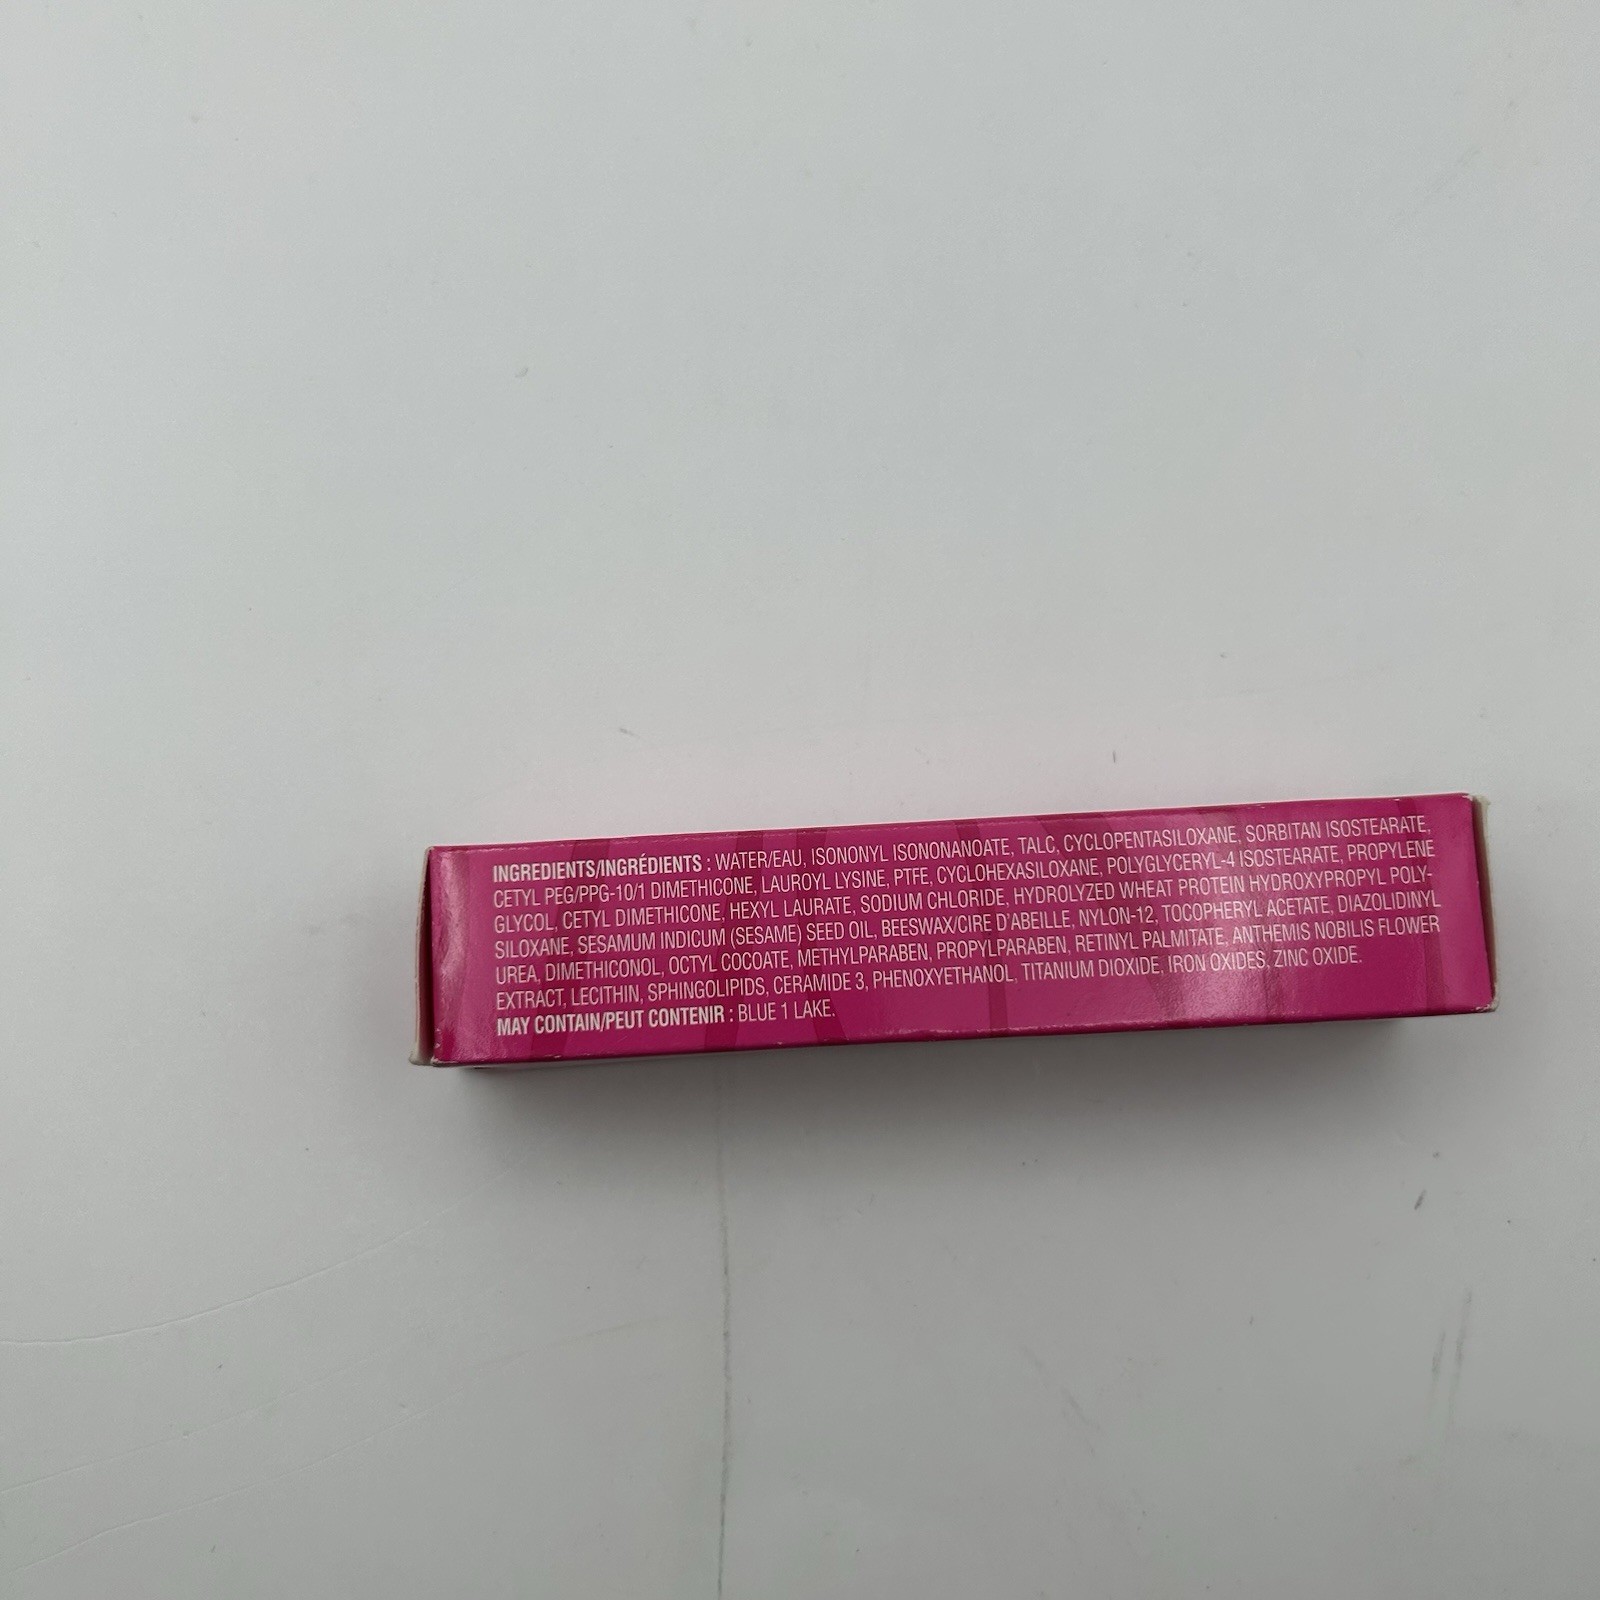 INGREDIENTS/INGRÉDIENTS : WATER/EAU, ISONONYL ISONONANOATE, TALC, CYCLOPENTASILOXANE, SORBITAN ISOSTEARATE,
CETYL PEG/PPG-10/1 DIMETHICONE, LAUROYL LYSINE, PTFE, CYCLOHEXASILOXANE, POLYGLYCERYL-4 ISOSTEARATE, PROPYLENE
GLYCOL, CETYL DIMETHICONE, HEXYL LAURATE, SODIUM CHLORIDE, HYDROLYZED WHEAT PROTEIN HYDROXYPROPYL POLY-
SILOXANE, SESAMUM INDICUM (SESAME) SEED OIL, BEESWAX/CIRE D'ABEILLE, NYLON-12, TOCOPHERYL ACETATE, DIAZOLIDINYL
UREA, DIMETHICONOL, OCTYL COCOATE, METHYLPARABEN, PROPYLPARABEN, RETINYL PALMITATE, ANTHEMIS NOBILIS FLOWER
EXTRACT, LECITHIN, SPHINGOLIPIDS, CERAMIDE 3, PHENOXYETHANOL, TITANIUM DIOXIDE, IRON OXIDES, ZINC OXIDE.
MAY CONTAIN/PEUT CONTENIR : BLUE 1 LAKE.